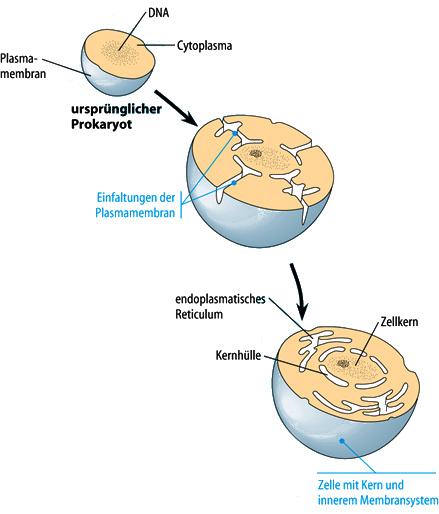 DNA
Cytoplasma
Plasma-
membran
ursprünglicher
Prokaryot
Einfaltungen der
Plasmamembran
endoplasmatisches
Reticulum
Zellkern
Kernhülle
Zelle mit Kern und
innerem Membransystem